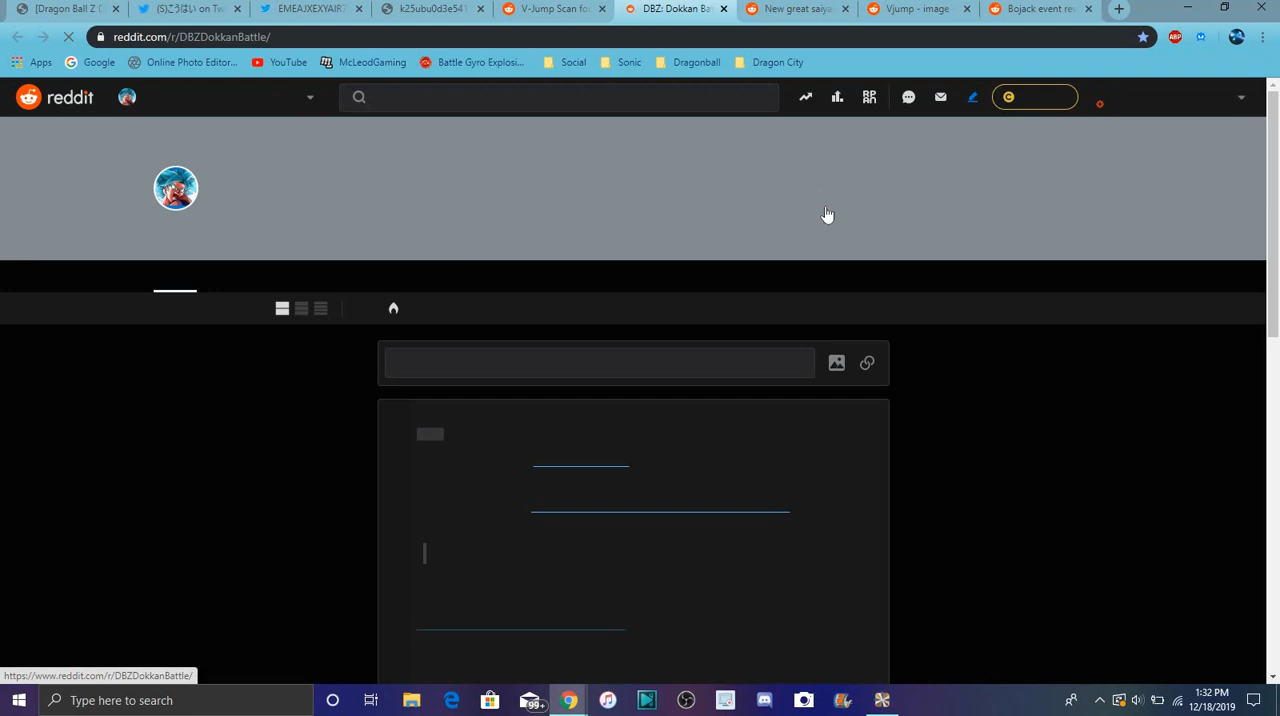 [Dragon Ball Z D
(S)こうはい on Tw
EMEAJXEXYAIR7
k25ubu0d3e541
V-Jump Scan fo
DBZ: Dokkan Ba
New great saiya
Vjump - image
Bojack event re
reddit.com/r/DBZDokkanBattle/
ABP
Apps
Google
Online Photo Editor...
YouTube
McLeodGaming
Battle Gyro Explosi...
Social
Sonic
Dragonball
Dragon City
reddit
https://www.reddit.com/r/DBZDokkanBattle/
Type here to search
99+
1:32 PM
12/18/2019